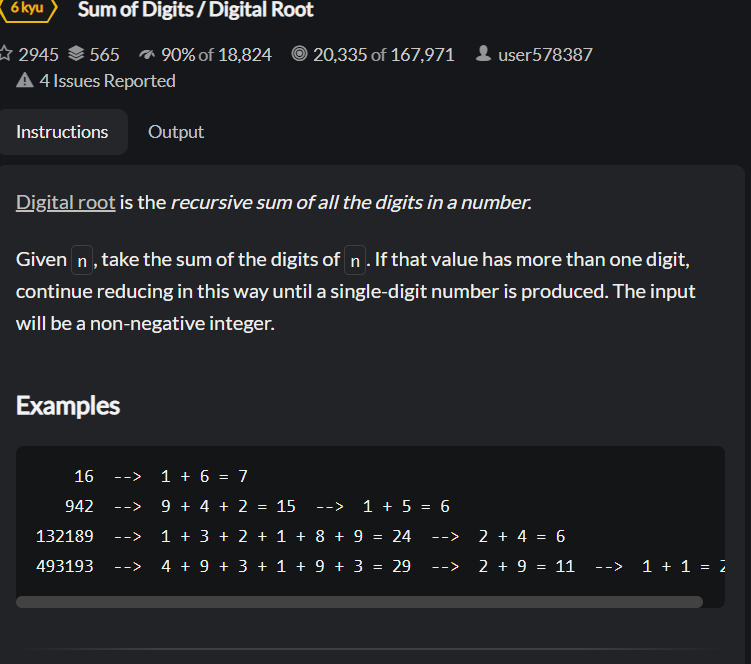 6 kyu Sum of Digits / Digital Root
2945 565 90% of 18,824 20,335 of 167,971 user578387
4 Issues Reported
Instructions Output
Digital root is the recursive sum of all the digits in a number.
Given n, take the sum of the digits of n. If that value has more than one digit,
continue reducing in this way until a single-digit number is produced. The input
will be a non-negative integer.
Examples
16 --> 1 + 6 = 7
942 --> 9 + 4 + 2 = 15 --> 1 + 5 = 6
132189 --> 1 + 3 + 2 + 1 + 8 + 9 = 24 --> 2 + 4 = 6
493193 --> 4 + 9 + 3 + 1 + 9 + 3 = 29 --> 2 + 9 = 11 --> 1 + 1 = 2